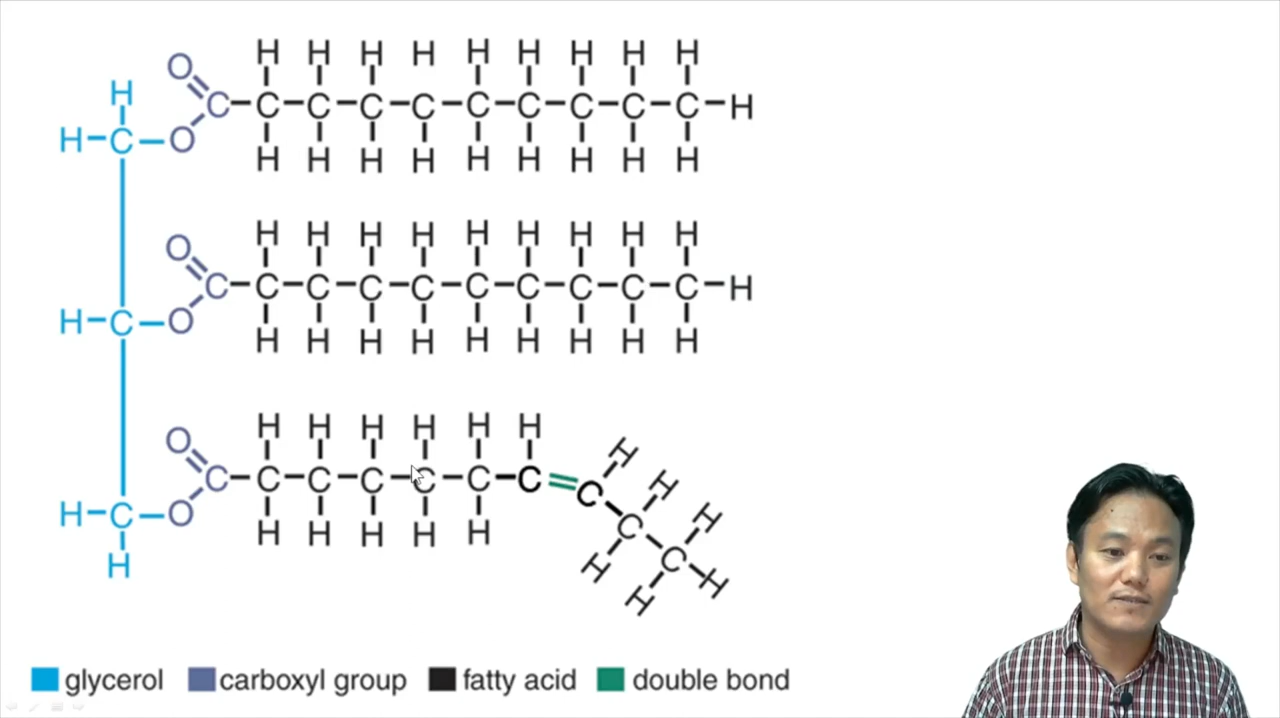 H H H H H H H H H
O
H C C C C C C C C C C H
H C O
H H H H H H H H H
H H H H H H H H H
O
C C C C C C C C C C H
H C O
H H H H H H H H H
H H H H H H
O H
C C C C C C C C H
H C O C H
H H H H H H C H
H H
glycerol carboxyl group fatty acid double bond